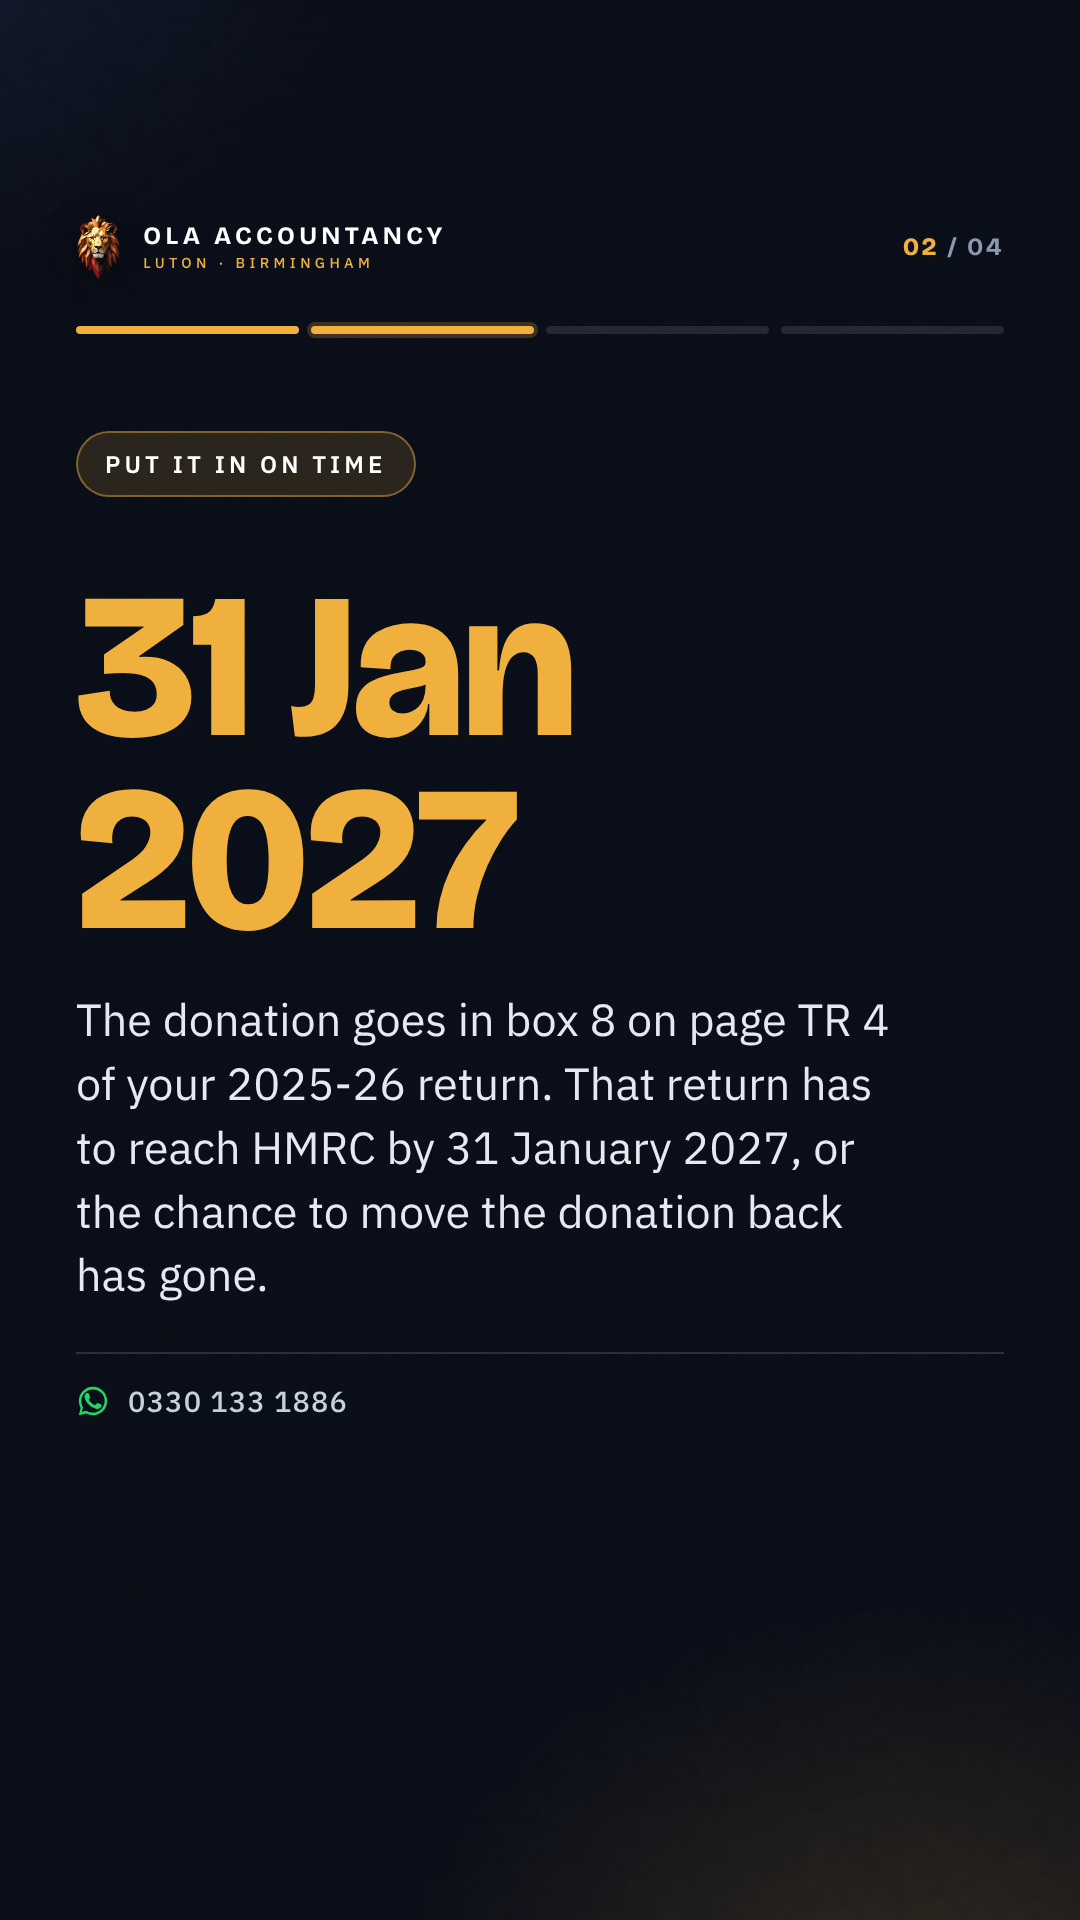 OLA ACCOUNTANCY
LUTON · BIRMINGHAM
02 / 04
PUT IT IN ON TIME
31 Jan
2027
The donation goes in box 8 on page TR 4
of your 2025-26 return. That return has
to reach HMRC by 31 January 2027, or
the chance to move the donation back
has gone.
0330 133 1886